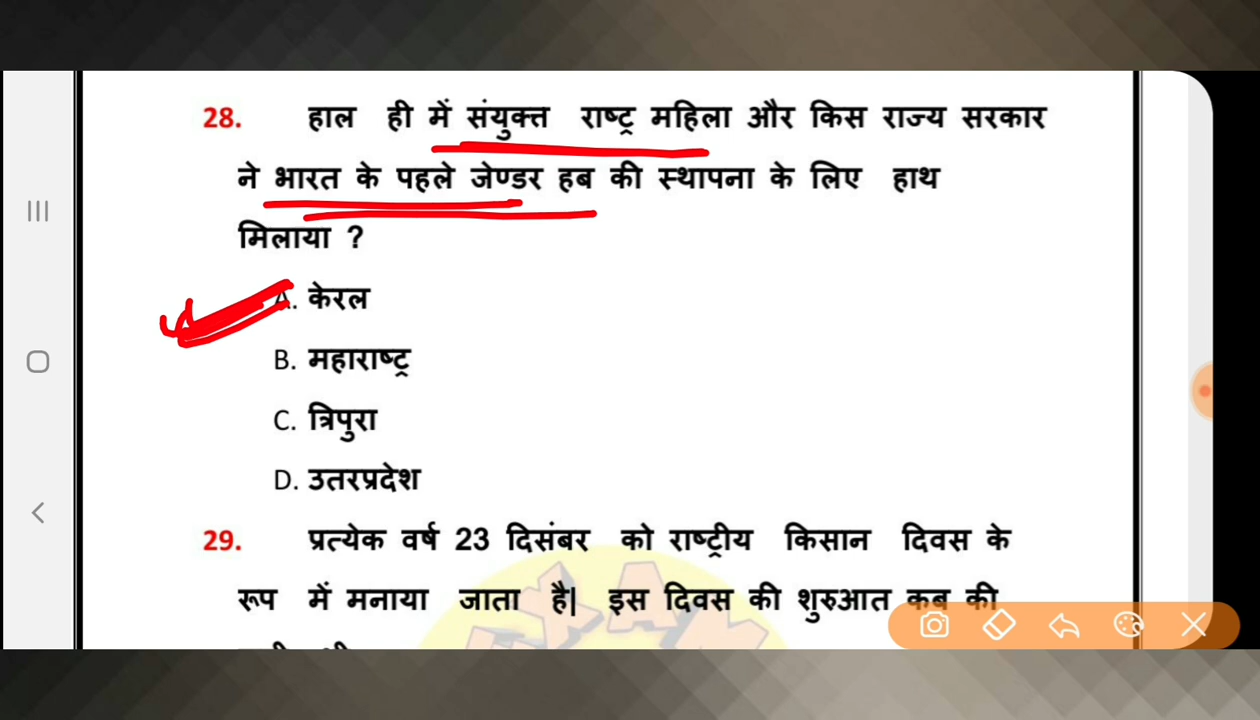 28. हाल ही में संयुक्त राष्ट्र महिला और किस राज्य सरकार
ने भारत के पहले जेण्डर हब की स्थापना के लिए हाथ
मिलाया ?
A. केरल
B. महाराष्ट्र
C. त्रिपुरा
D. उतरप्रदेश
29. प्रत्येक वर्ष 23 दिसंबर को राष्ट्रीय किसान दिवस के
रूप में मनाया जाता है| इस दिवस की शुरुआत कब की
EXAM